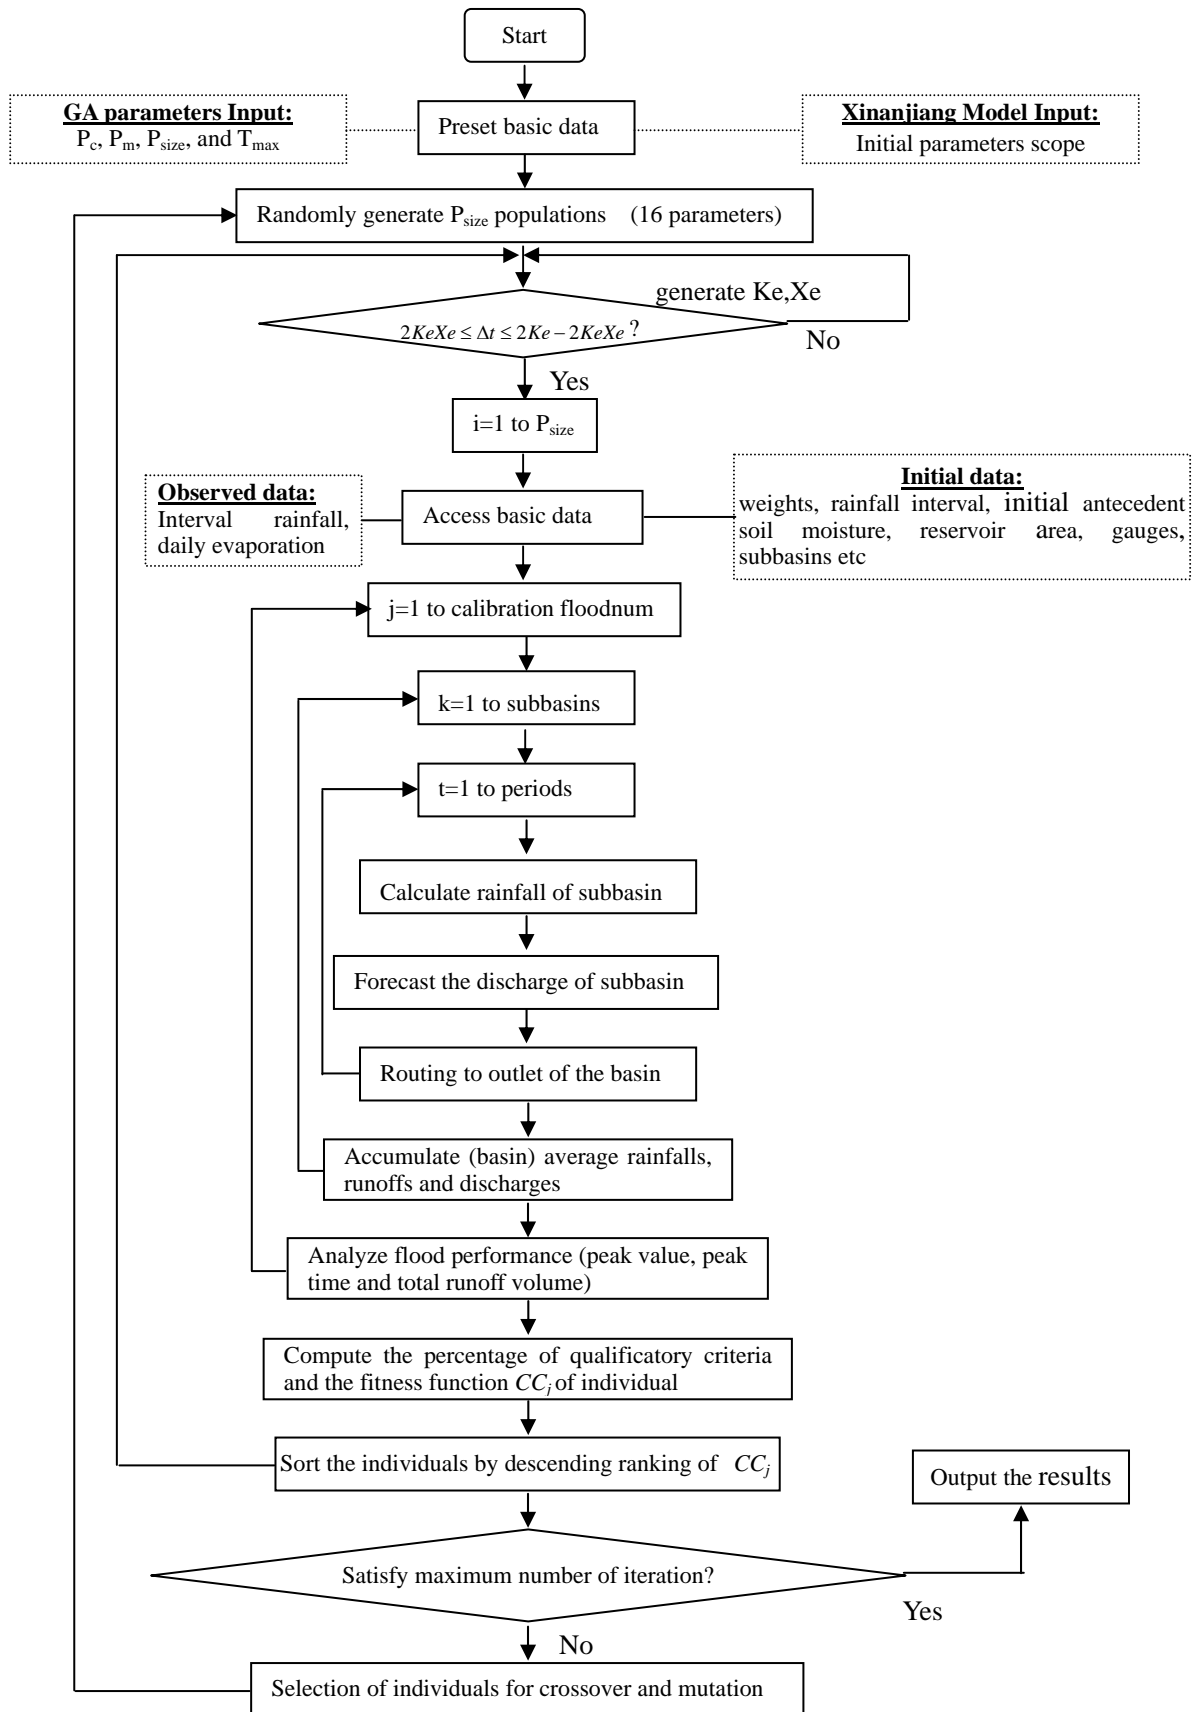 Start
GA parameters Input:
Pc, Pm, Psize, and Tmax
Preset basic data
Xinanjiang Model Input:
Initial parameters scope
Randomly generate Psize populations (16 parameters)
generate Ke,Xe
2KeXe ≤ Δt ≤ 2Ke − 2KeXe ?
No
Yes
i=1 to Psize
Observed data:
Interval rainfall,
daily evaporation
Access basic data
Initial data:
weights, rainfall interval, initial antecedent
soil moisture, reservoir area, gauges,
subbasins etc
j=1 to calibration floodnum
k=1 to subbasins
t=1 to periods
Calculate rainfall of subbasin
Forecast the discharge of subbasin
Routing to outlet of the basin
Accumulate (basin) average rainfalls,
runoffs and discharges
Analyze flood performance (peak value, peak
time and total runoff volume)
Compute the percentage of qualificatory criteria
and the fitness function CCj of individual
Sort the individuals by descending ranking of CCj
Output the results
Satisfy maximum number of iteration?
Yes
No
Selection of individuals for crossover and mutation